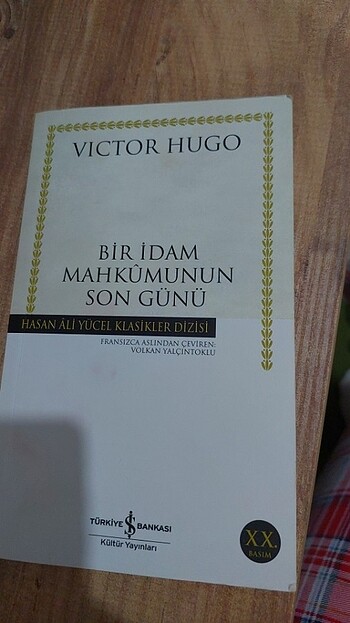 VICTOR HUGO
BİR İDAM
MAHKÛMUNUN
SON GÜNÜ
HASAN ÂLİ YÜCEL KLASİKLER DİZİSİ
FRANSIZCA ASLINDAN ÇEVİREN:
VOLKAN YALÇINTOKLU
TÜRKİYE İŞ BANKASI
Kültür Yayınları
XX.
BASIM